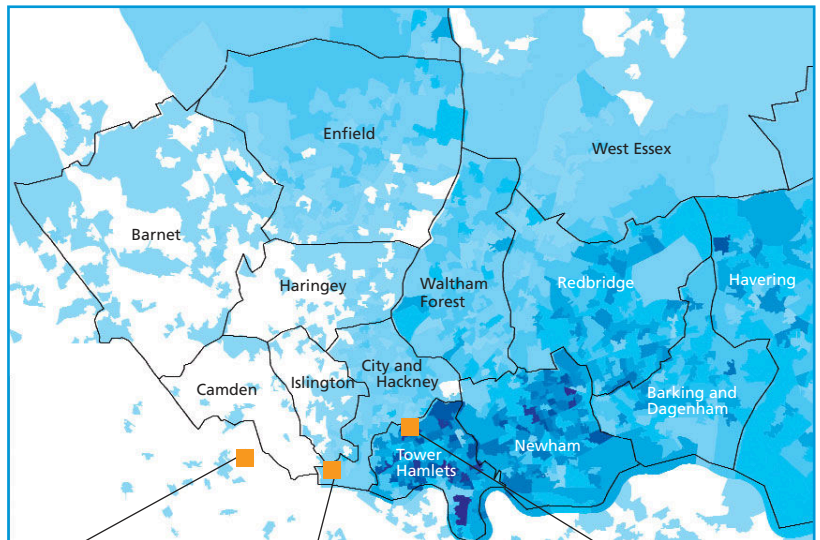 Enfield
West Essex
Barnet
Haringey
Waltham
Forest
Redbridge
Havering
Camden
Islington
City and
Hackney
Barking and
Dagenham
Tower
Hamlets
Newham